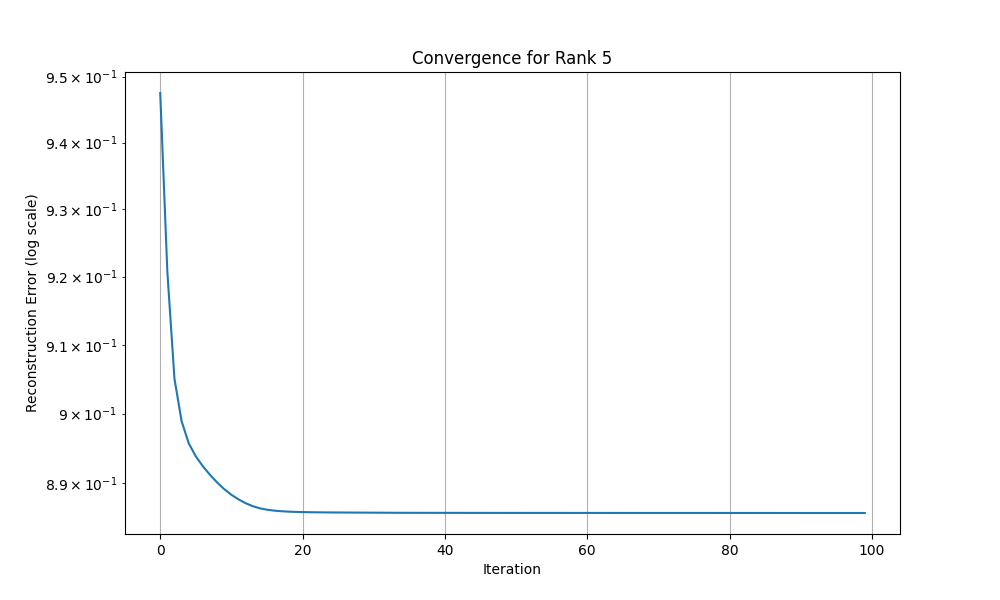 Convergence for Rank 5
Reconstruction Error (log scale)
9.5 × 10⁻¹
9.4 × 10⁻¹
9.3 × 10⁻¹
9.2 × 10⁻¹
9.1 × 10⁻¹
9 × 10⁻¹
8.9 × 10⁻¹
0 20 40 60 80 100
Iteration